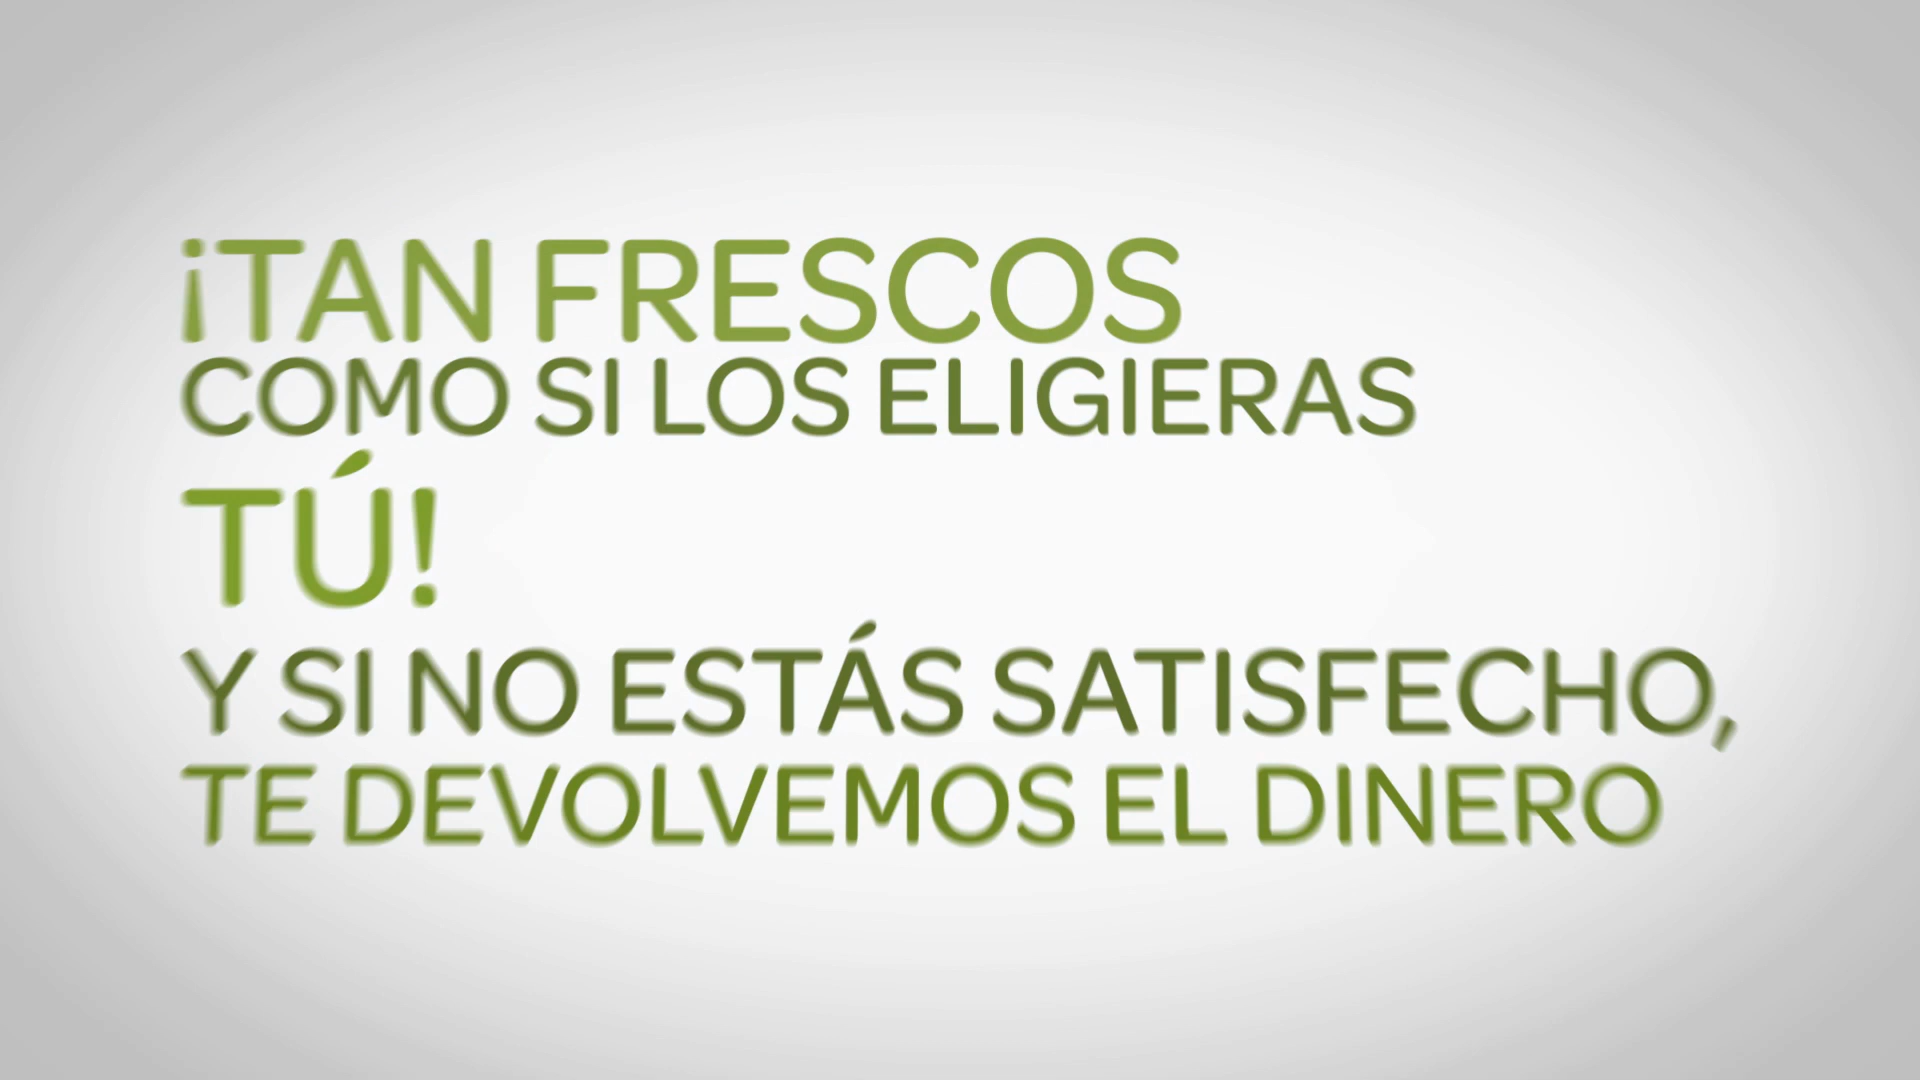 ¡TAN FRESCOS
COMO SI LOS ELIGIERAS
TÚ!
Y SI NO ESTÁS SATISFECHO,
TE DEVOLVEMOS EL DINERO